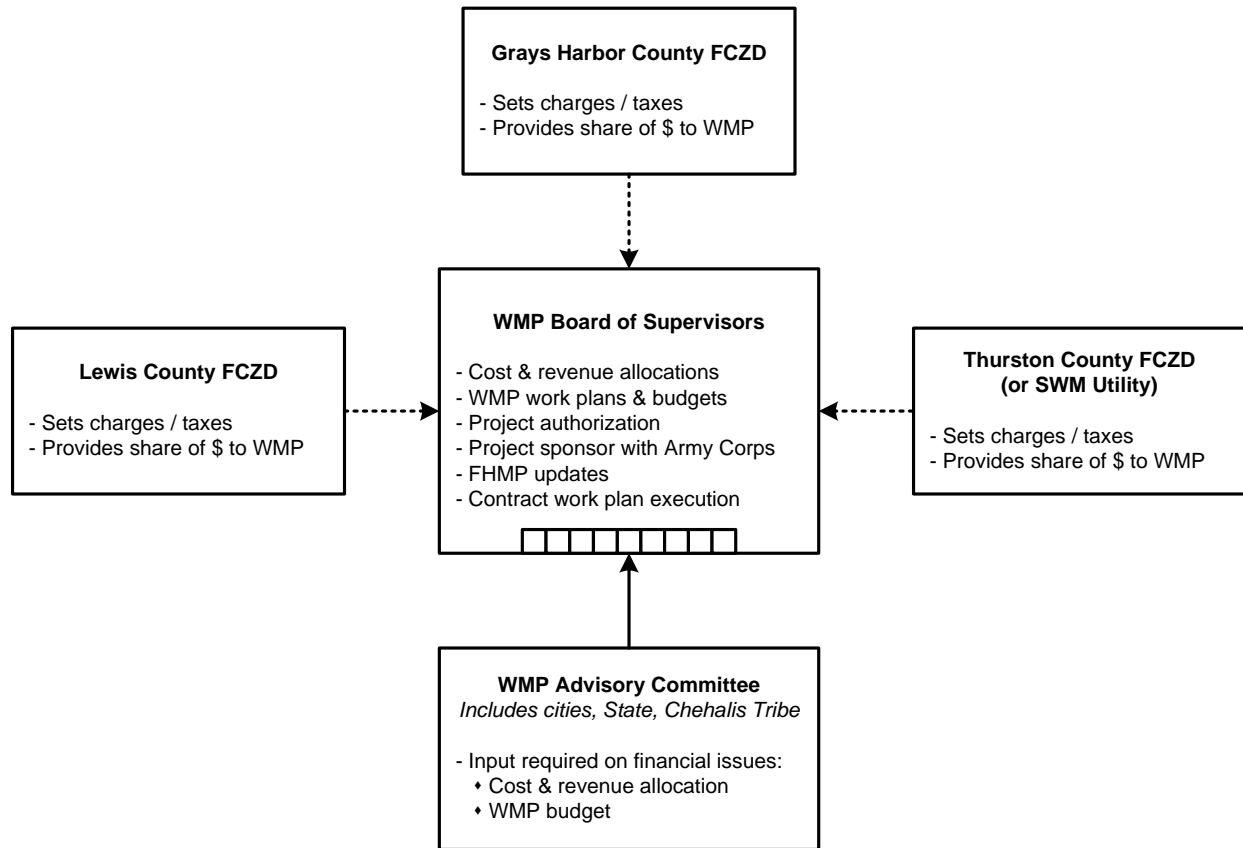 Grays Harbor County FCZD
- Sets charges / taxes
- Provides share of $ to WMP
Lewis County FCZD
- Sets charges / taxes
- Provides share of $ to WMP
WMP Board of Supervisors
- Cost & revenue allocations
- WMP work plans & budgets
- Project authorization
- Project sponsor with Army Corps
- FHMP updates
- Contract work plan execution
Thurston County FCZD
(or SWM Utility)
- Sets charges / taxes
- Provides share of $ to WMP
WMP Advisory Committee
Includes cities, State, Chehalis Tribe
- Input required on financial issues:
♦ Cost & revenue allocation
♦ WMP budget